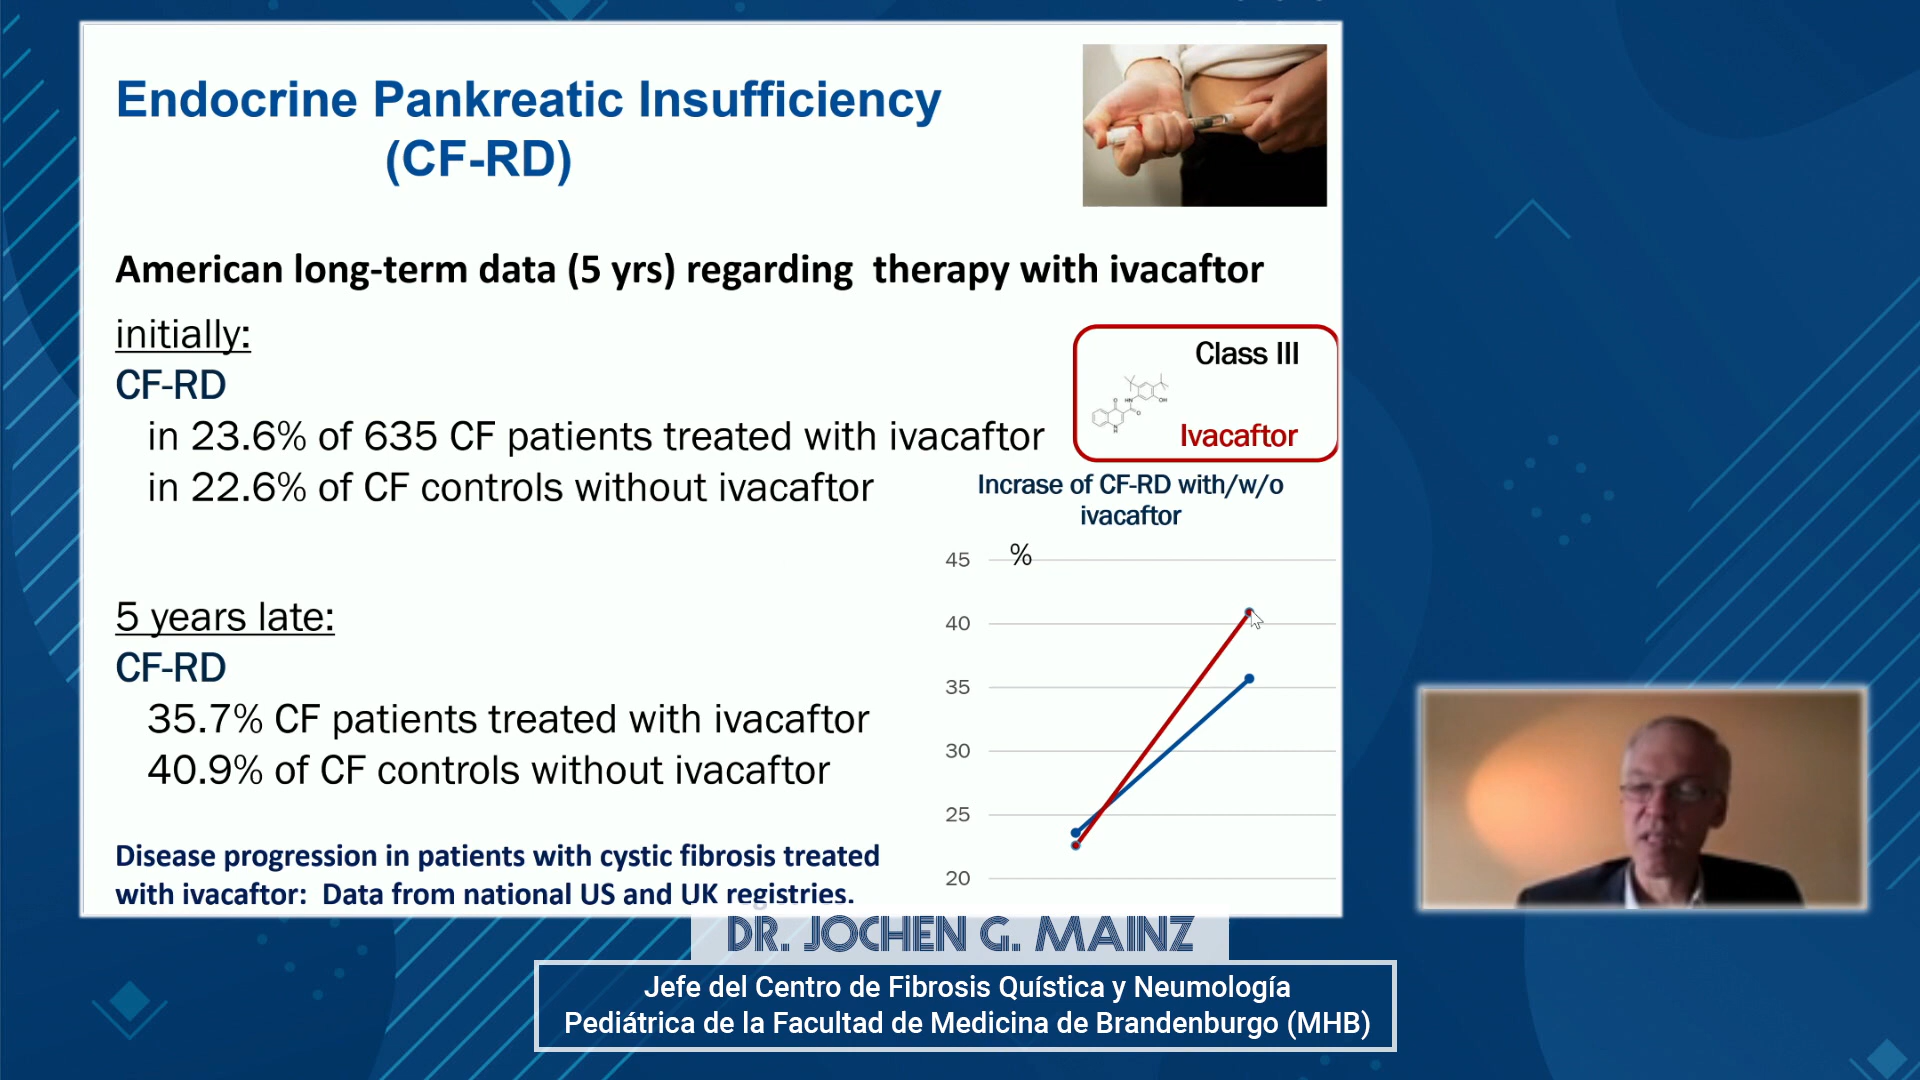 Endocrine Pankreatic Insufficiency
(CF-RD)
American long-term data (5 yrs) regarding therapy with ivacaftor
initially:
CF-RD
in 23.6% of 635 CF patients treated with ivacaftor
in 22.6% of CF controls without ivacaftor
Class III
O
HN
OH
O
N
H
Ivacaftor
Incrase of CF-RD with/w/o
ivacaftor
%
45
40
35
30
25
20
5 years late:
CF-RD
35.7% CF patients treated with ivacaftor
40.9% of CF controls without ivacaftor
Disease progression in patients with cystic fibrosis treated
with ivacaftor: Data from national US and UK registries.
DR. JOCHEN G. MAINZ
Jefe del Centro de Fibrosis Quística y Neumología
Pediátrica de la Facultad de Medicina de Brandenburgo (MHB)